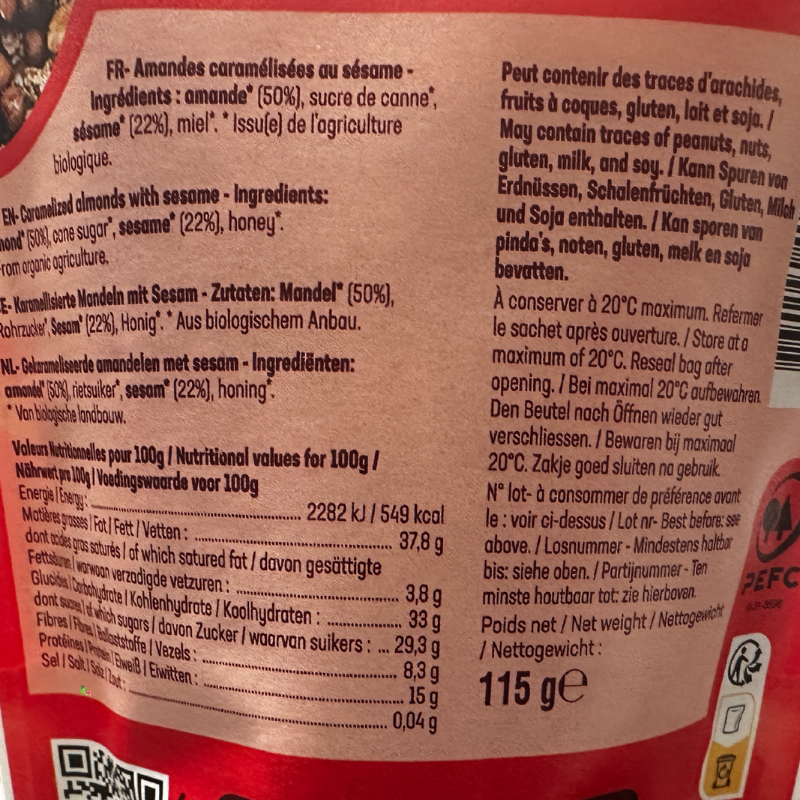 FR- Amandes caramélisées au sésame -
Ingrédients : amande* (50%), sucre de canne*,
sésame* (22%), miel*. * Issu(e) de l'agriculture
biologique.
EN- Caramelized almonds with sesame - Ingredients:
mond* (50%), cane sugar*, sesame* (22%), honey*.
rom organic agriculture.
E- Karamellisierte Mandeln mit Sesam - Zutaten: Mandel* (50%),
Rohrzucker*, Sesam* (22%), Honig*. * Aus biologischem Anbau.
NL- Gekarameliseerde amandelen met sesam - Ingrediënten:
amandel* (50%), rietsuiker*, sesam* (22%), honing*.
* Van biologische landbouw.
Valeurs Nutritionnelles pour 100g / Nutritional values for 100g /
Nährwert pro 100g / Voedingswaarde voor 100g
Energie / Energy : 2282 kJ / 549 kcal
Matières grasses / Fat / Fett / Vetten : 37,8 g
dont acides gras saturés / of which satured fat / davon gesättigte
Fettsäuren / waarvan verzadigde vetzuren : 3,8 g
Glucides / Carbohydrate / Kohlenhydrate / Koolhydraten : 33 g
dont sucres / of which sugars / davon Zucker / waarvan suikers : ... 29,3 g
Fibres / Fibres / Ballaststoffe / Vezels : 8,3 g
Protéines / Protein / Eiweiß / Eiwitten : 15 g
Sel / Salt / Salz / Zout : 0,04 g
Peut contenir des traces d'arachides,
fruits à coques, gluten, lait et soja. /
May contain traces of peanuts, nuts,
gluten, milk, and soy. / Kann Spuren von
Erdnüssen, Schalenfrüchten, Gluten, Milch
und Soja enthalten. / Kan sporen van
pinda's, noten, gluten, melk en soja
bevatten.
À conserver à 20°C maximum. Refermer
le sachet après ouverture. / Store at a
maximum of 20°C. Reseal bag after
opening. / Bei maximal 20°C aufbewahren.
Den Beutel nach Öffnen wieder gut
verschliessen. / Bewaren bij maximaal
20°C. Zakje goed sluiten na gebruik.
N° lot- à consommer de préférence avant
le : voir ci-dessus / Lot nr- Best before: see
above. / Losnummer - Mindestens haltbar
bis: siehe oben. / Partijnummer - Ten
minste houtbaar tot: zie hierboven.
Poids net / Net weight / Nettogewicht
/ Nettogewicht :
115 g℮
PEFC